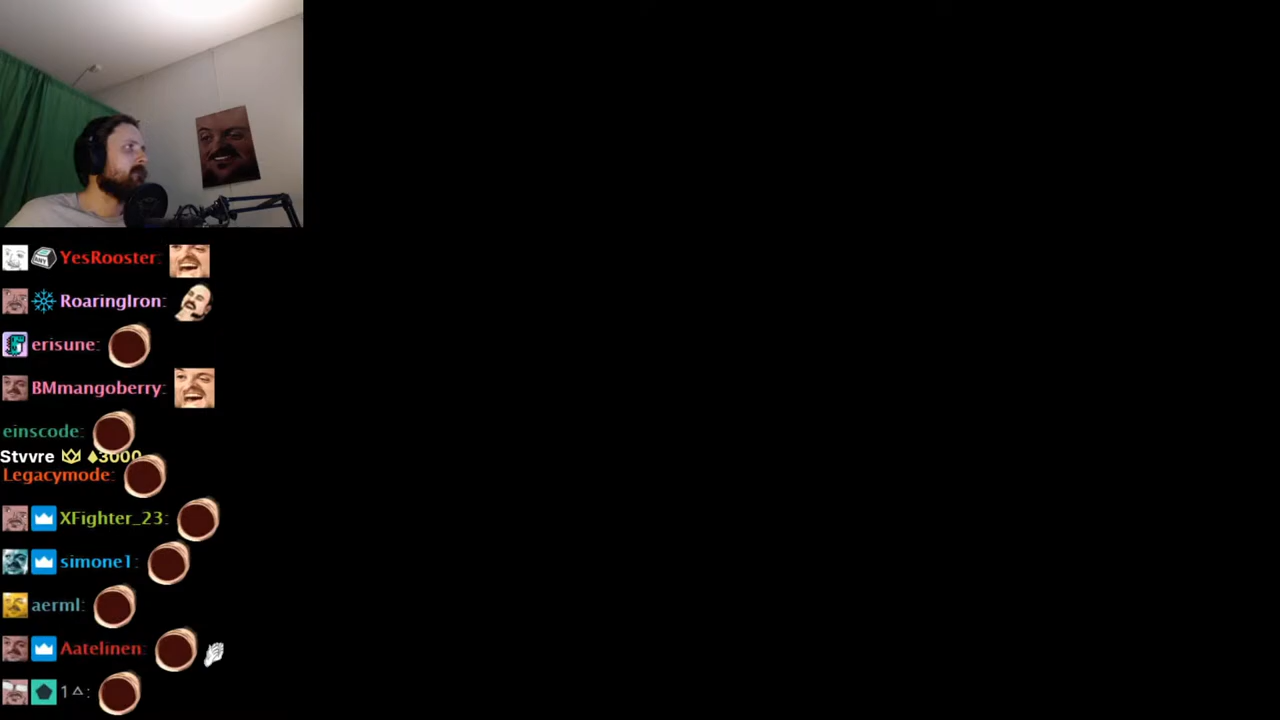 YesRooster:
RoaringIron:
erisune:
BMmangoberry:
einscode:
Stvvre 3000
Legacymode:
XFighter_23:
simone1:
aerml:
Aatelinen:
1△: